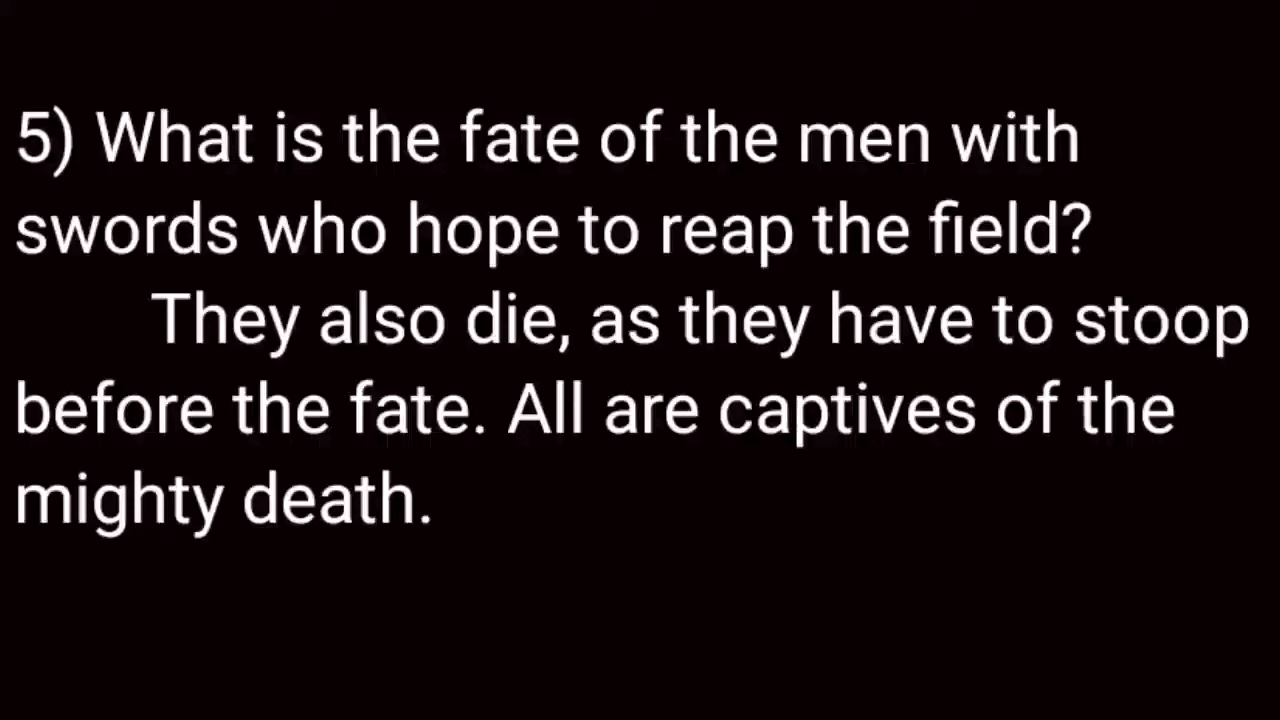 5) What is the fate of the men with
swords who hope to reap the field?
They also die, as they have to stoop
before the fate. All are captives of the
mighty death.